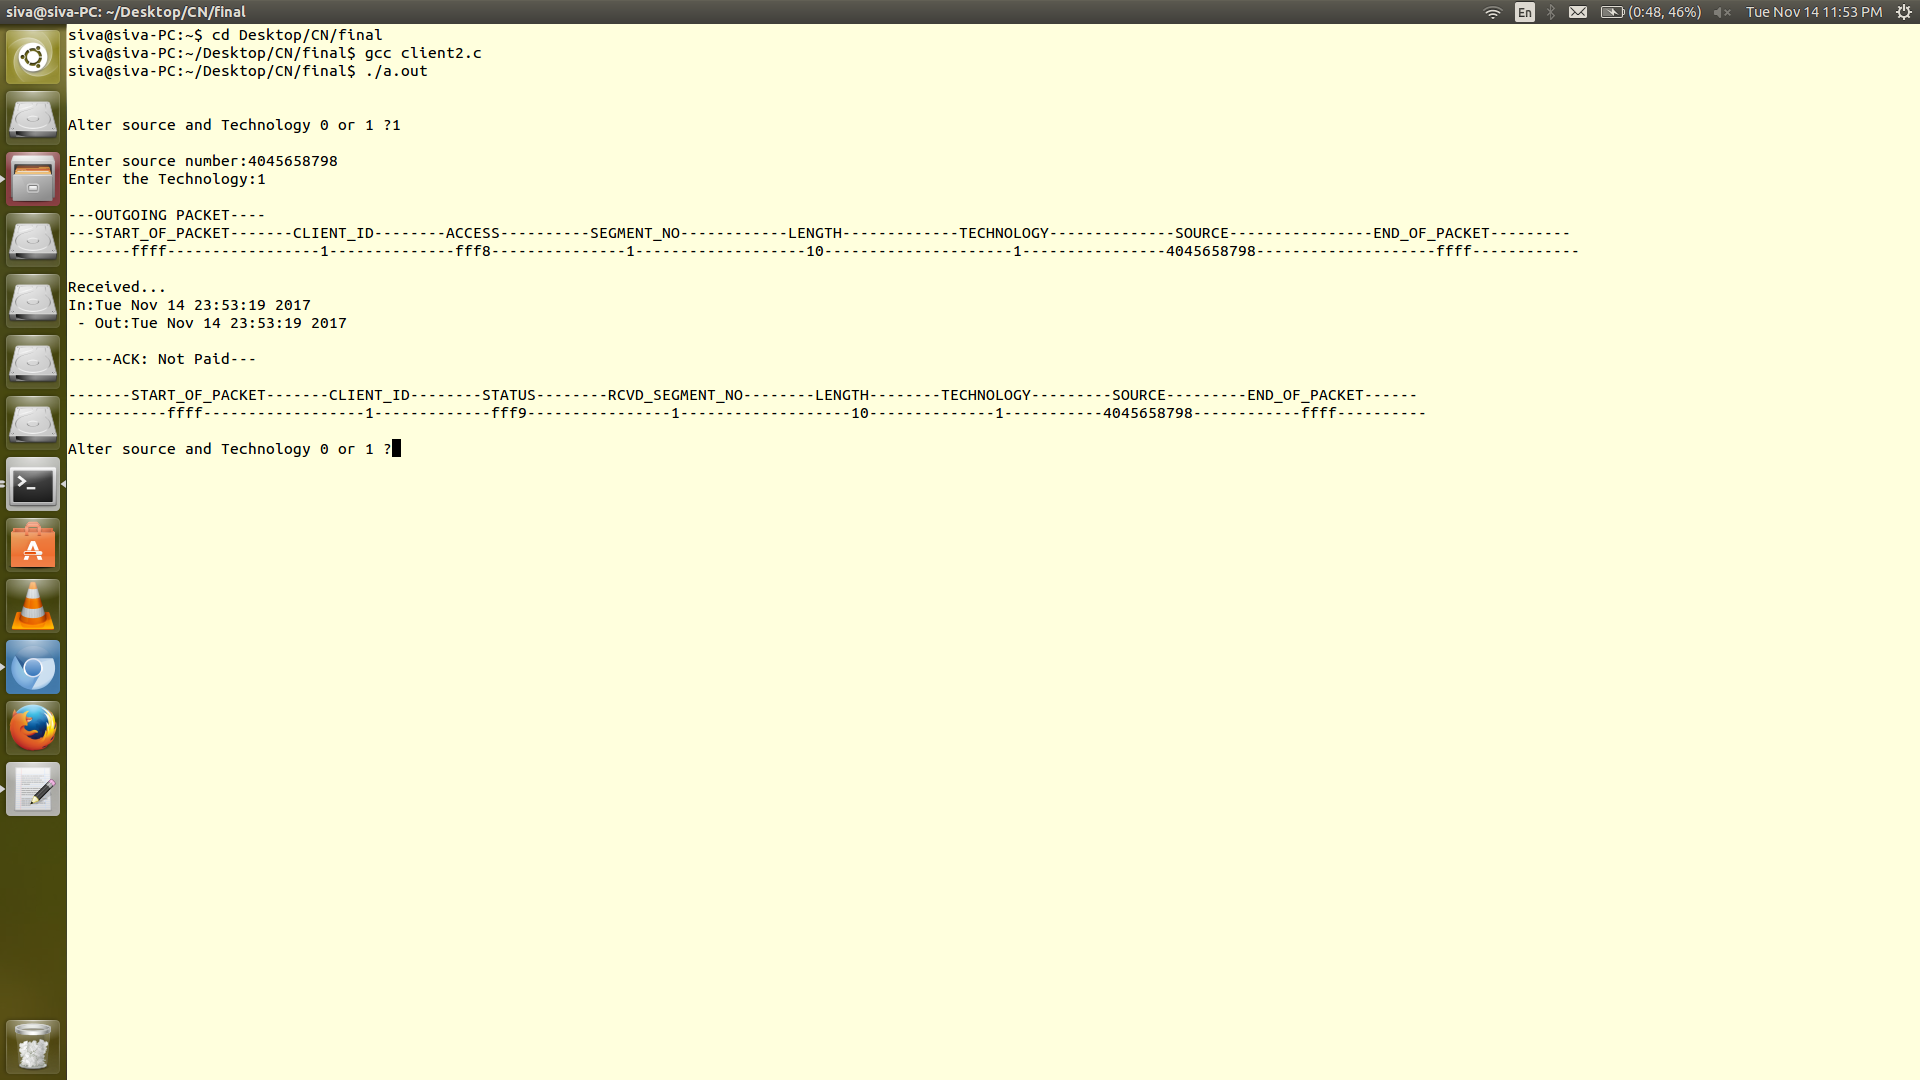 siva@siva-PC: ~/Desktop/CN/final
En
(0:48, 46%)
Tue Nov 14 11:53 PM
siva@siva-PC:~$ cd Desktop/CN/final
siva@siva-PC:~/Desktop/CN/final$ gcc client2.c
siva@siva-PC:~/Desktop/CN/final$ ./a.out
Alter source and Technology 0 or 1 ?1
Enter source number:4045658798
Enter the Technology:1
---OUTGOING PACKET----
---START_OF_PACKET-------CLIENT_ID--------ACCESS----------SEGMENT_NO------------LENGTH-------------TECHNOLOGY--------------SOURCE----------------END_OF_PACKET---------
-------ffff-----------------1--------------fff8---------------1-------------------10---------------------1----------------4045658798--------------------ffff------------
Received...
In:Tue Nov 14 23:53:19 2017
 - Out:Tue Nov 14 23:53:19 2017
-----ACK: Not Paid---
-------START_OF_PACKET-------CLIENT_ID--------STATUS--------RCVD_SEGMENT_NO--------LENGTH--------TECHNOLOGY---------SOURCE---------END_OF_PACKET------
-----------ffff------------------1-------------fff9----------------1-------------------10--------------1-----------4045658798------------ffff----------
Alter source and Technology 0 or 1 ?